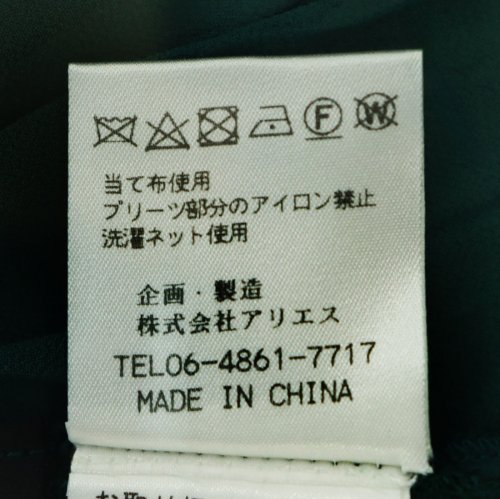 F W
当て布使用
プリーツ部分のアイロン禁止
洗濯ネット使用
企画・製造
株式会社アリエス
TEL06-4861-7717
MADE IN CHINA